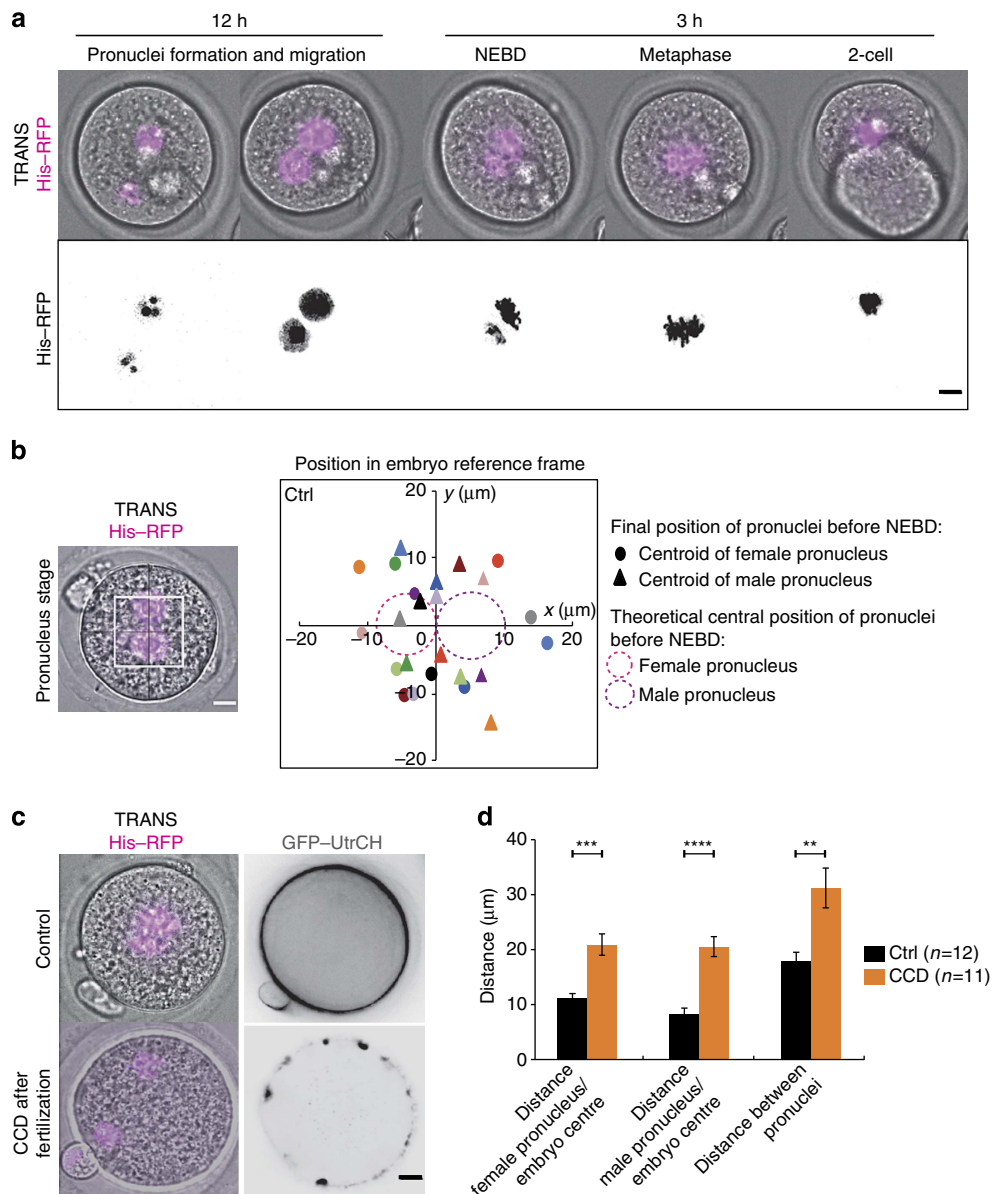 a
12 h
3 h
Pronuclei formation and migration
NEBD
Metaphase
2-cell
TRANS
His–RFP
His–RFP
b
Position in embryo reference frame
TRANS
His–RFP
Pronucleus stage
Ctrl
20
y (μm)
10
x (μm)
−20
−10
10
20
−10
−20
Final position of pronuclei before NEBD:
Centroid of female pronucleus
Centroid of male pronucleus
Theoretical central position of pronuclei
before NEBD:
Female pronucleus
Male pronucleus
c
TRANS
His–RFP
GFP–UtrCH
Control
CCD after
fertilization
d
Distance (μm)
40
30
20
10
0
***
****
**
Ctrl (n=12)
CCD (n=11)
Distance
female pronucleus/
embryo centre
Distance
male pronucleus/
embryo centre
Distance between
pronuclei